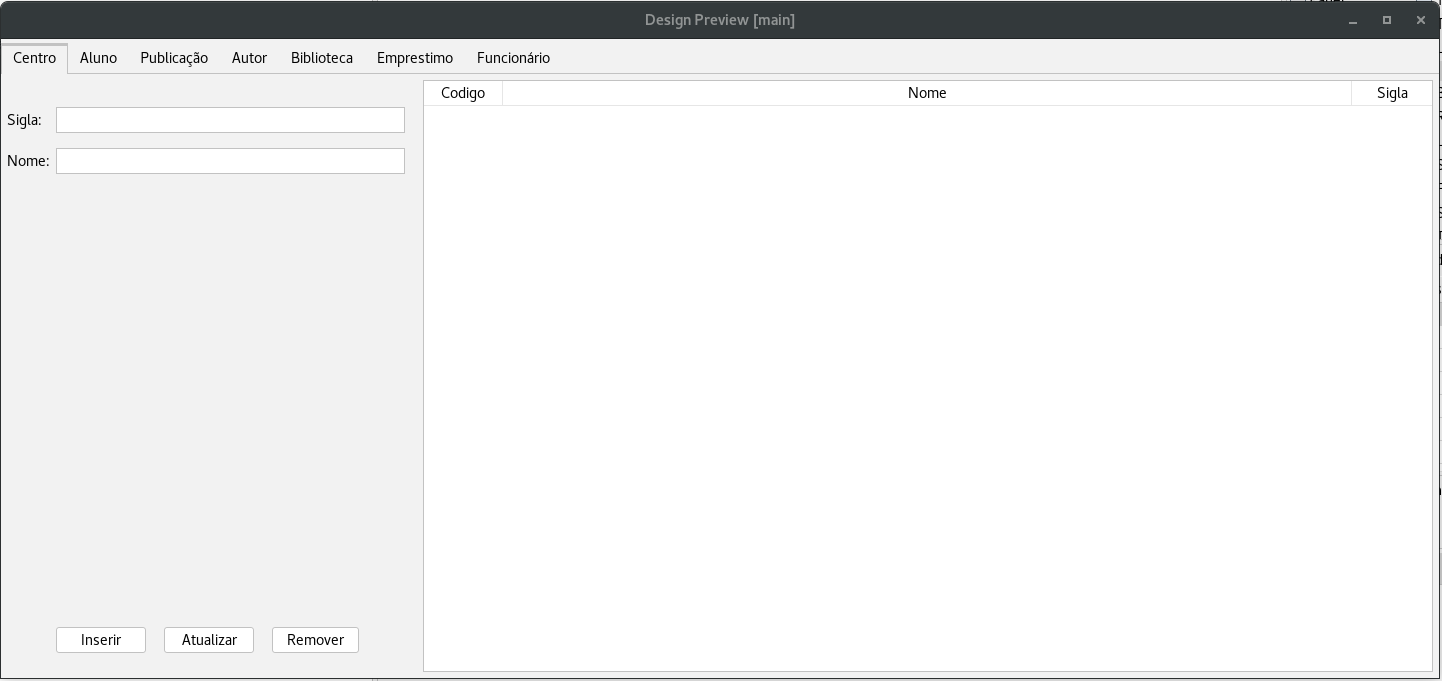 Design Preview [main]
Centro Aluno Publicação Autor Biblioteca Emprestimo Funcionário
Codigo Nome Sigla
Sigla:
Nome:
Inserir Atualizar Remover